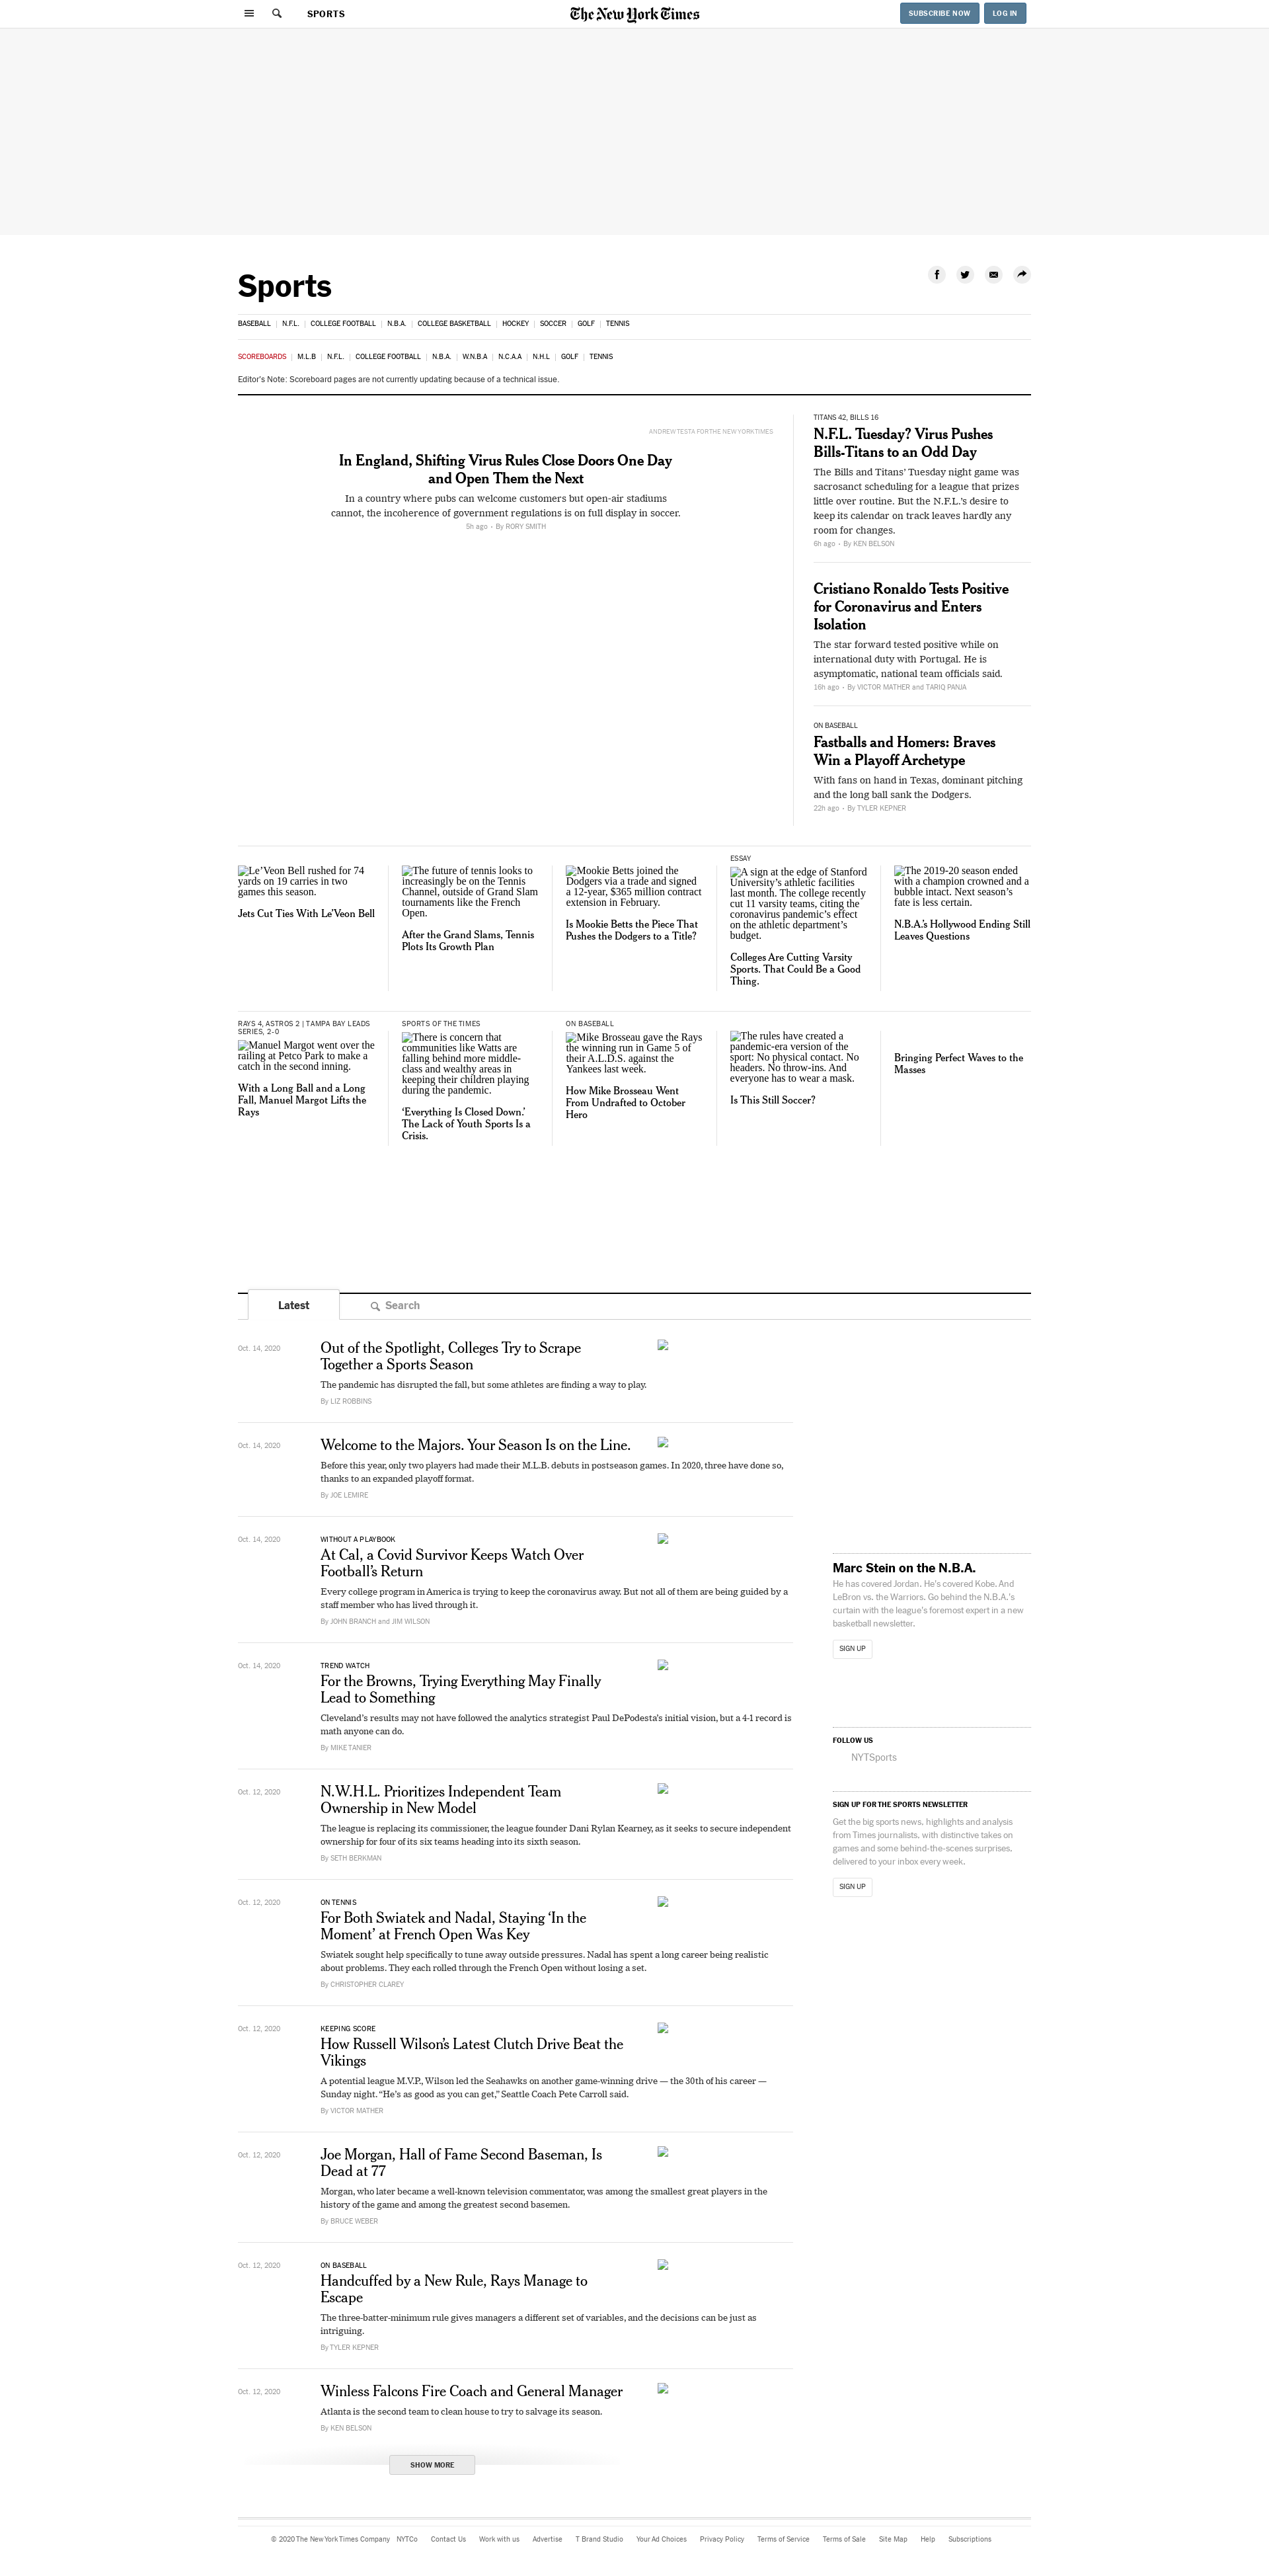 SPORTS
The New York Times
SUBSCRIBE NOW
LOG IN
Sports
BASEBALL
N.F.L.
COLLEGE FOOTBALL
N.B.A.
COLLEGE BASKETBALL
HOCKEY
SOCCER
GOLF
TENNIS
SCOREBOARDS
M.L.B
N.F.L.
COLLEGE FOOTBALL
N.B.A.
W.N.B.A
N.C.A.A
N.H.L
GOLF
TENNIS
Editor's Note: Scoreboard pages are not currently updating because of a technical issue.
ANDREW TESTA FOR THE NEW YORK TIMES
In England, Shifting Virus Rules Close Doors One Day
and Open Them the Next
In a country where pubs can welcome customers but open-air stadiums
cannot, the incoherence of government regulations is on full display in soccer.
5h ago • By RORY SMITH
TITANS 42, BILLS 16
N.F.L. Tuesday? Virus Pushes
Bills-Titans to an Odd Day
The Bills and Titans’ Tuesday night game was
sacrosanct scheduling for a league that prizes
little over routine. But the N.F.L.’s desire to
keep its calendar on track leaves hardly any
room for changes.
6h ago • By KEN BELSON
Cristiano Ronaldo Tests Positive
for Coronavirus and Enters
Isolation
The star forward tested positive while on
international duty with Portugal. He is
asymptomatic, national team officials said.
16h ago • By VICTOR MATHER and TARIQ PANJA
ON BASEBALL
Fastballs and Homers: Braves
Win a Playoff Archetype
With fans on hand in Texas, dominant pitching
and the long ball sank the Dodgers.
22h ago • By TYLER KEPNER
Le’Veon Bell rushed for 74
yards on 19 carries in two
games this season.
Jets Cut Ties With Le’Veon Bell
The future of tennis looks to
increasingly be on the Tennis
Channel, outside of Grand Slam
tournaments like the French
Open.
After the Grand Slams, Tennis
Plots Its Growth Plan
Mookie Betts joined the
Dodgers via a trade and signed
a 12-year, $365 million contract
extension in February.
Is Mookie Betts the Piece That
Pushes the Dodgers to a Title?
ESSAY
A sign at the edge of Stanford
University’s athletic facilities
last month. The college recently
cut 11 varsity teams, citing the
coronavirus pandemic’s effect
on the athletic department’s
budget.
Colleges Are Cutting Varsity
Sports. That Could Be a Good
Thing.
The 2019-20 season ended
with a champion crowned and a
bubble intact. Next season’s
fate is less certain.
N.B.A.’s Hollywood Ending Still
Leaves Questions
RAYS 4, ASTROS 2 | TAMPA BAY LEADS
SERIES, 2-0
Manuel Margot went over the
railing at Petco Park to make a
catch in the second inning.
With a Long Ball and a Long
Fall, Manuel Margot Lifts the
Rays
SPORTS OF THE TIMES
There is concern that
communities like Watts are
falling behind more middle-
class and wealthy areas in
keeping their children playing
during the pandemic.
‘Everything Is Closed Down.’
The Lack of Youth Sports Is a
Crisis.
ON BASEBALL
Mike Brosseau gave the Rays
the winning run in Game 5 of
their A.L.D.S. against the
Yankees last week.
How Mike Brosseau Went
From Undrafted to October
Hero
The rules have created a
pandemic-era version of the
sport: No physical contact. No
headers. No throw-ins. And
everyone has to wear a mask.
Is This Still Soccer?
Bringing Perfect Waves to the
Masses
Latest
Search
Oct. 14, 2020
Out of the Spotlight, Colleges Try to Scrape
Together a Sports Season
The pandemic has disrupted the fall, but some athletes are finding a way to play.
By LIZ ROBBINS
Oct. 14, 2020
Welcome to the Majors. Your Season Is on the Line.
Before this year, only two players had made their M.L.B. debuts in postseason games. In 2020, three have done so,
thanks to an expanded playoff format.
By JOE LEMIRE
Oct. 14, 2020
WITHOUT A PLAYBOOK
At Cal, a Covid Survivor Keeps Watch Over
Football’s Return
Every college program in America is trying to keep the coronavirus away. But not all of them are being guided by a
staff member who has lived through it.
By JOHN BRANCH and JIM WILSON
Oct. 14, 2020
TREND WATCH
For the Browns, Trying Everything May Finally
Lead to Something
Cleveland’s results may not have followed the analytics strategist Paul DePodesta’s initial vision, but a 4-1 record is
math anyone can do.
By MIKE TANIER
Oct. 12, 2020
N.W.H.L. Prioritizes Independent Team
Ownership in New Model
The league is replacing its commissioner, the league founder Dani Rylan Kearney, as it seeks to secure independent
ownership for four of its six teams heading into its sixth season.
By SETH BERKMAN
Oct. 12, 2020
ON TENNIS
For Both Swiatek and Nadal, Staying ‘In the
Moment’ at French Open Was Key
Swiatek sought help specifically to tune away outside pressures. Nadal has spent a long career being realistic
about problems. They each rolled through the French Open without losing a set.
By CHRISTOPHER CLAREY
Oct. 12, 2020
KEEPING SCORE
How Russell Wilson’s Latest Clutch Drive Beat the
Vikings
A potential league M.V.P., Wilson led the Seahawks on another game-winning drive — the 30th of his career —
Sunday night. “He’s as good as you can get,” Seattle Coach Pete Carroll said.
By VICTOR MATHER
Oct. 12, 2020
Joe Morgan, Hall of Fame Second Baseman, Is
Dead at 77
Morgan, who later became a well-known television commentator, was among the smallest great players in the
history of the game and among the greatest second basemen.
By BRUCE WEBER
Oct. 12, 2020
ON BASEBALL
Handcuffed by a New Rule, Rays Manage to
Escape
The three-batter-minimum rule gives managers a different set of variables, and the decisions can be just as
intriguing.
By TYLER KEPNER
Oct. 12, 2020
Winless Falcons Fire Coach and General Manager
Atlanta is the second team to clean house to try to salvage its season.
By KEN BELSON
SHOW MORE
Marc Stein on the N.B.A.
He has covered Jordan. He’s covered Kobe. And
LeBron vs. the Warriors. Go behind the N.B.A.’s
curtain with the league’s foremost expert in a new
basketball newsletter.
SIGN UP
FOLLOW US
NYTSports
SIGN UP FOR THE SPORTS NEWSLETTER
Get the big sports news, highlights and analysis
from Times journalists, with distinctive takes on
games and some behind-the-scenes surprises,
delivered to your inbox every week.
SIGN UP
© 2020 The New York Times Company
NYTCo
Contact Us
Work with us
Advertise
T Brand Studio
Your Ad Choices
Privacy Policy
Terms of Service
Terms of Sale
Site Map
Help
Subscriptions